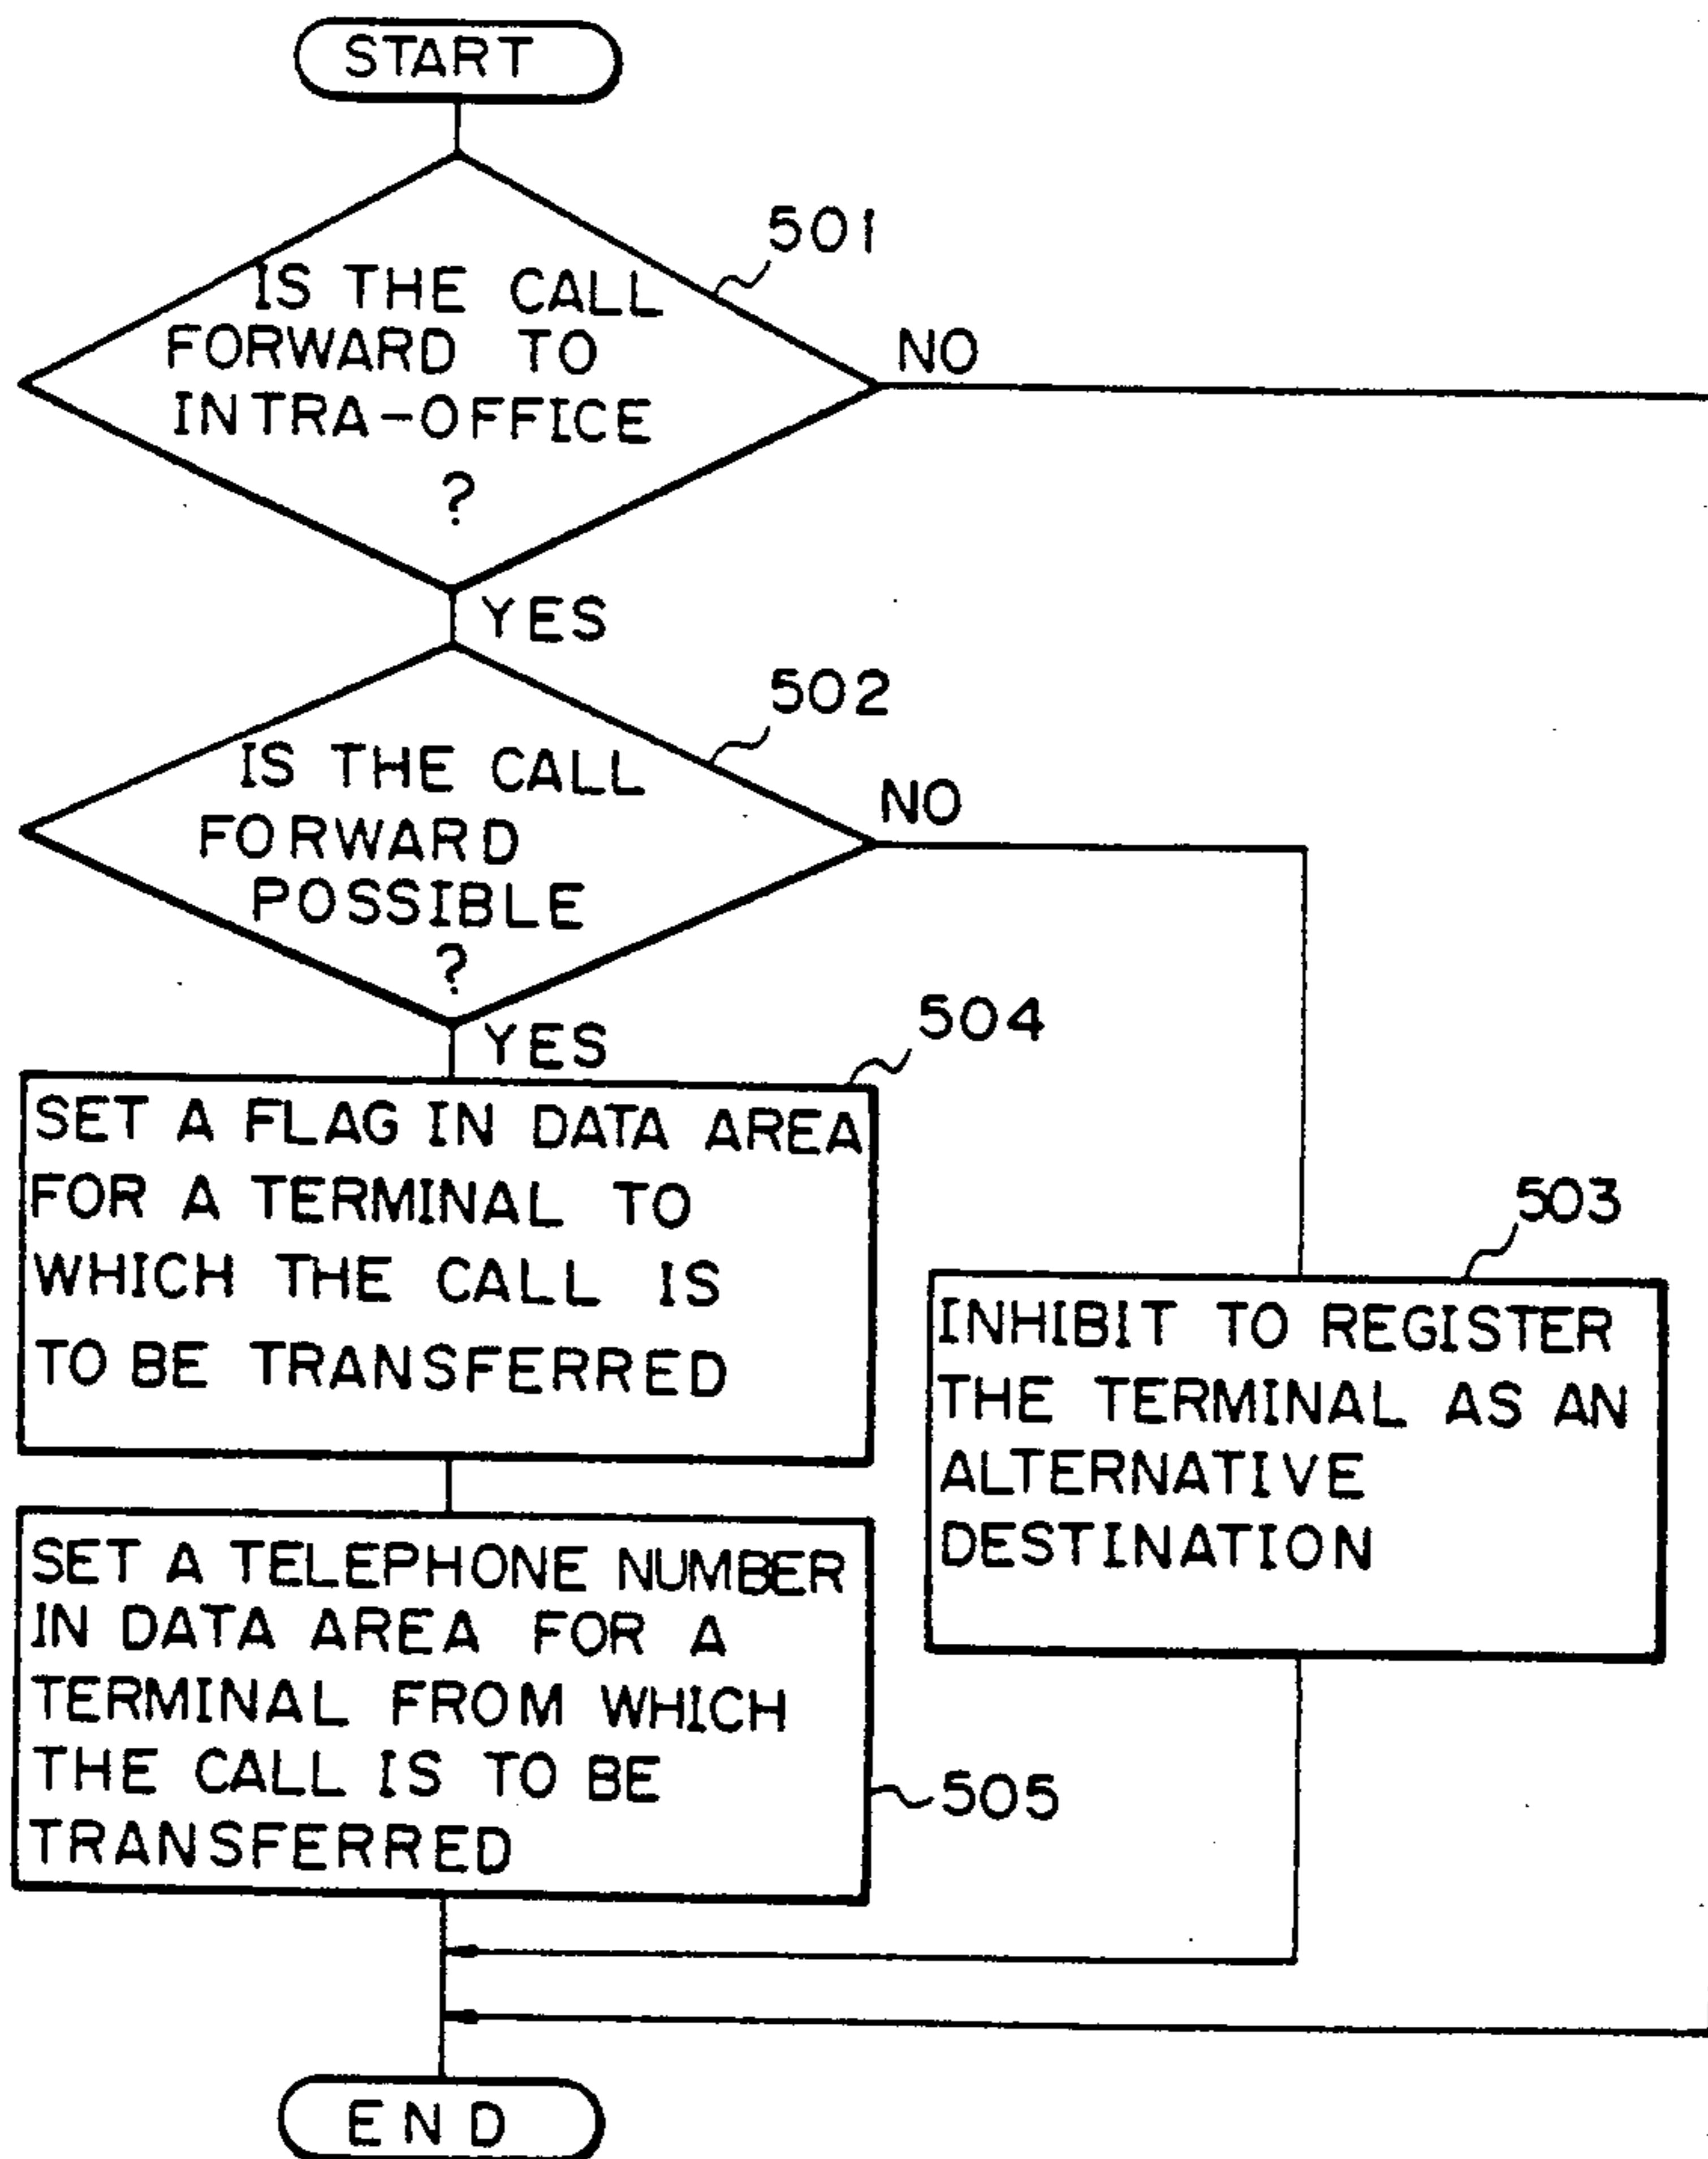 START
501
IS THE CALL
FORWARD TO
INTRA-OFFICE
?
NO
YES
502
IS THE CALL
FORWARD
POSSIBLE
?
NO
YES
504
SET A FLAG IN DATA AREA
FOR A TERMINAL TO
WHICH THE CALL IS
TO BE TRANSFERRED
503
INHIBIT TO REGISTER
THE TERMINAL AS AN
ALTERNATIVE
DESTINATION
SET A TELEPHONE NUMBER
IN DATA AREA FOR A
TERMINAL FROM WHICH
THE CALL IS TO BE
TRANSFERRED
505
END